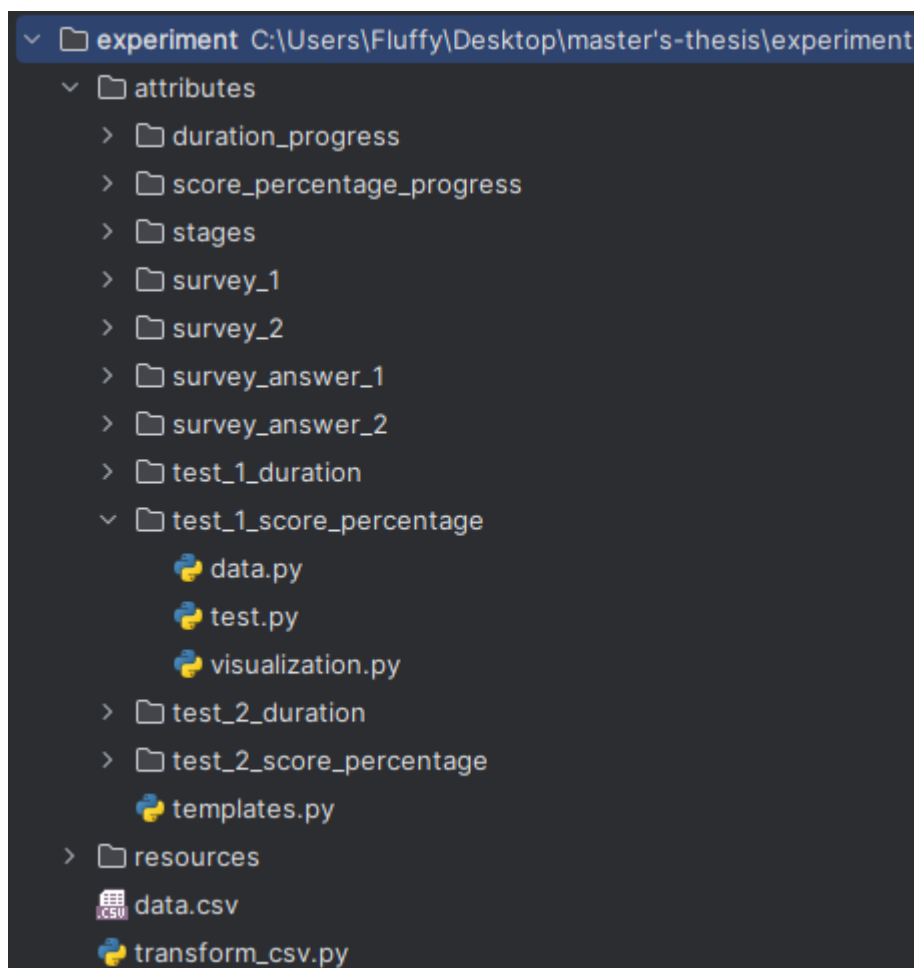 experiment C:\Users\Fluffy\Desktop\master's-thesis\experiment
attributes
duration_progress
score_percentage_progress
stages
survey_1
survey_2
survey_answer_1
survey_answer_2
test_1_duration
test_1_score_percentage
data.py
test.py
visualization.py
test_2_duration
test_2_score_percentage
templates.py
resources
.CSV data.csv
transform_csv.py